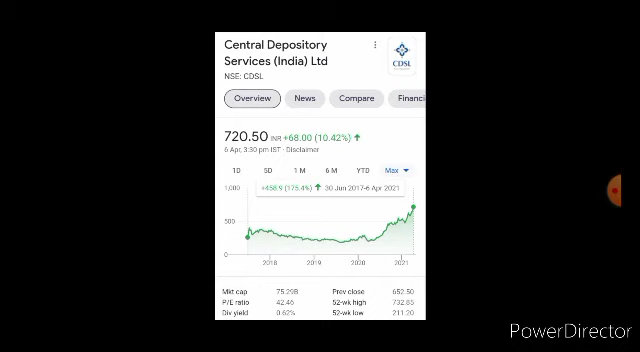 Central Depository
Services (India) Ltd
NSE: CDSL
CDSL
Overview News Compare Financi
720.50 INR +68.00 (10.42%) ↑
6 Apr, 3:30 pm IST · Disclaimer
1D 5D 1 M 6 M YTD Max
1,000
+458.9 (175.4%) ↑ 30 Jun 2017-6 Apr 2021
500
0
2018 2019 2020 2021
Mkt cap 75.29B Prev close 652.50
P/E ratio 42.46 52-wk high 732.85
Div yield 0.62% 52-wk low 211.20
PowerDirector